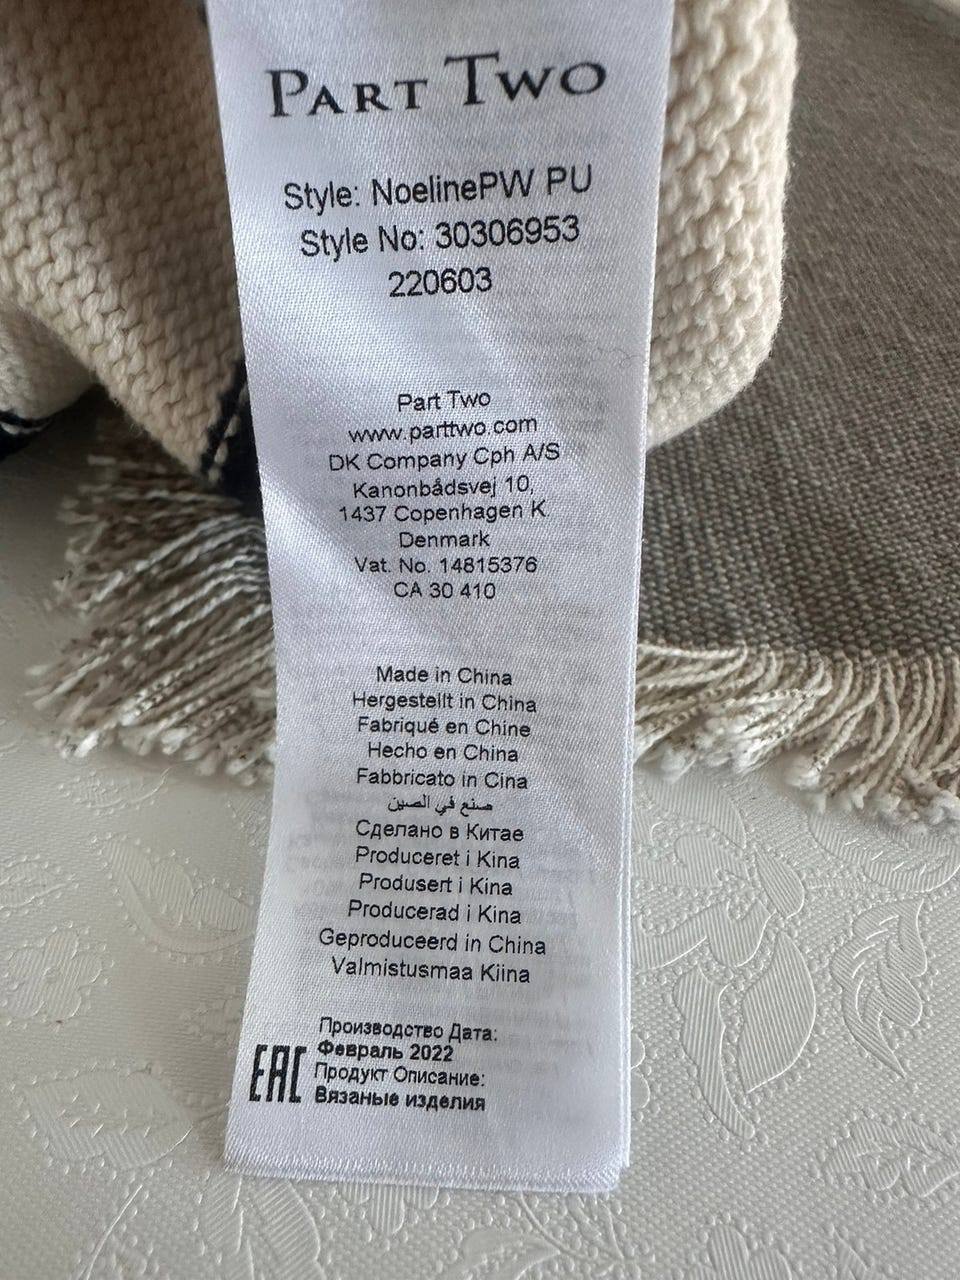 PART TWO
Style: NoelinePW PU
Style No: 30306953
220603
Part Two
www.parttwo.com
DK Company Cph A/S
Kanonbådsvej 10,
1437 Copenhagen K.
Denmark
Vat. No. 14815376
CA 30 410
Made in China
Hergestellt in China
Fabriqué en Chine
Hecho en China
Fabbricato in Cina
صنع في الصين
Сделано в Китае
Produceret i Kina
Produsert i Kina
Producerad i Kina
Geproduceerd in China
Valmistusmaa Kiina
Производство Дата:
Февраль 2022
EAC Продукт Описание:
Вязаные изделия